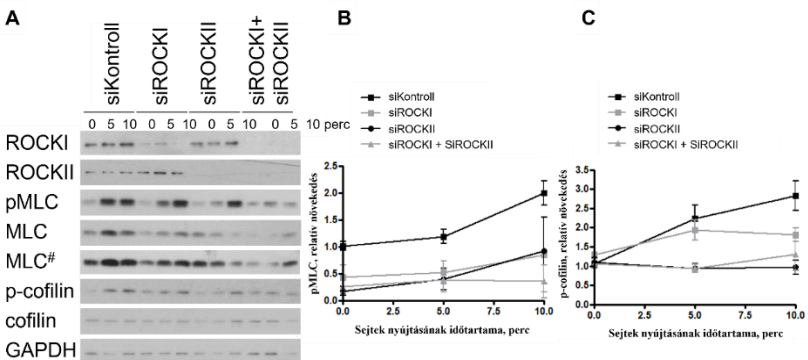 A
siKontroll
siROCKI
siROCKII
siROCKI+
siROCKII
0 5 10 0 5 10 0 5 10 0 5 10 perc
ROCKI
ROCKII
pMLC
MLC
MLC#
p-cofilin
cofilin
GAPDH
B
siKontroll
siROCKI
siROCKII
siROCKI + SiROCKII
pMLC, relatív növekedés
2.5
2.0
1.5
1.0
0.5
0.0
0.0 2.5 5.0 7.5 10.0
Sejtek nyújtásának időtartama, perc
C
siKontroll
siROCKI
siROCKII
siROCKI + SiROCKII
p-cofilin, relatív növekedés
3.5
3.0
2.5
2.0
1.5
1.0
0.5
0.0
0.0 2.5 5.0 7.5 10.0
Sejtek nyújtásának időtartama, perc